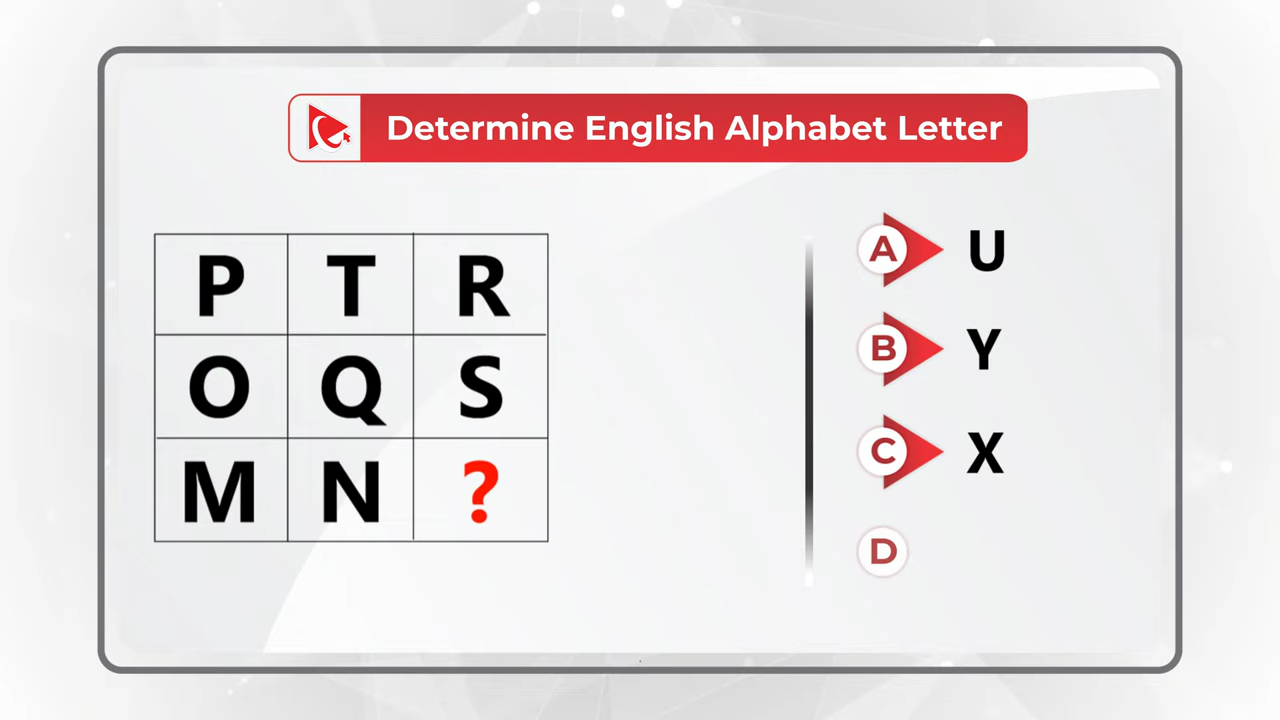 Determine English Alphabet Letter
P T R
O Q S
M N ?
A U
B Y
C X
D